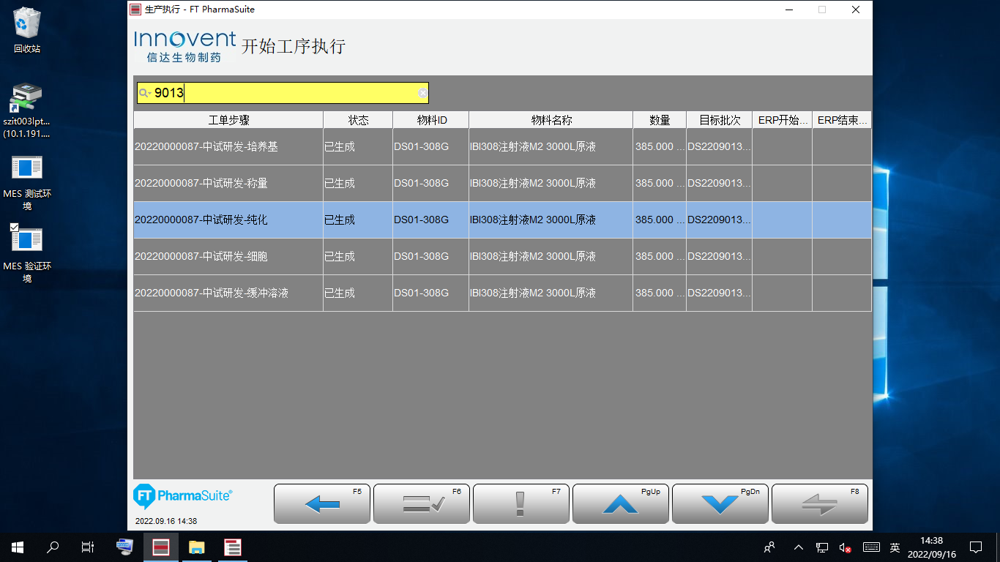 回收站
szit003lpt...
(10.1.191....
MES 测试环
境
MES 验证环
境
生产执行 - FT PharmaSuite
Innovent
信达生物制药
开始工序执行
9013
工单步骤 状态 物料ID 物料名称 数量 目标批次 ERP开始... ERP结束...
20220000087-中试研发-培养基 已生成 DS01-308G IBI308注射液M2 3000L原液 385.000 ... DS2209013...
20220000087-中试研发-称量 已生成 DS01-308G IBI308注射液M2 3000L原液 385.000 ... DS2209013...
20220000087-中试研发-纯化 已生成 DS01-308G IBI308注射液M2 3000L原液 385.000 ... DS2209013...
20220000087-中试研发-细胞 已生成 DS01-308G IBI308注射液M2 3000L原液 385.000 ... DS2209013...
20220000087-中试研发-缓冲溶液 已生成 DS01-308G IBI308注射液M2 3000L原液 385.000 ... DS2209013...
FT PharmaSuite®
2022.09.16 14:38
F5 F6 F7 PgUp PgDn F8
英
14:38
2022/09/16